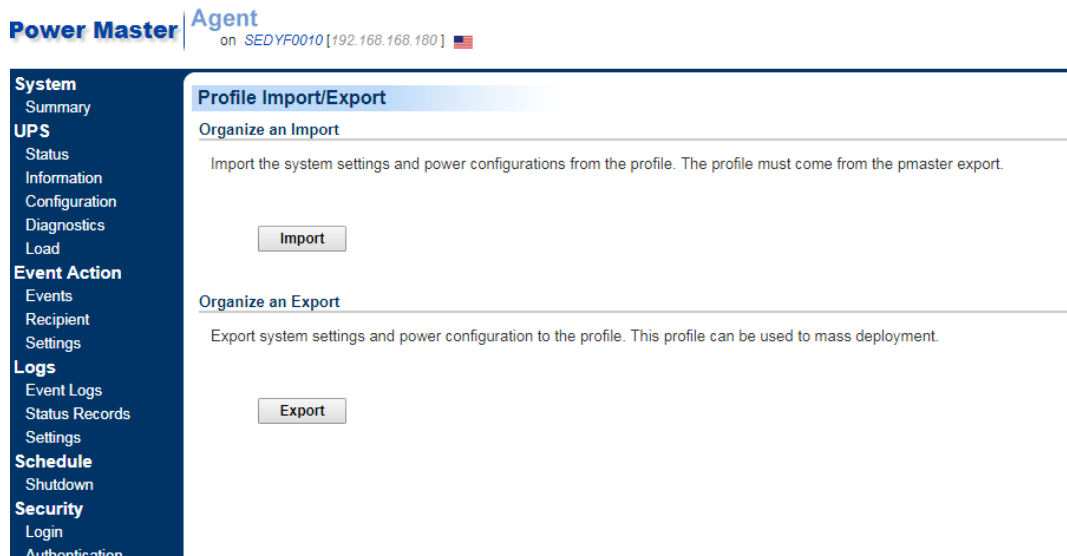 Power Master
Agent
on SEDYF0010 [192.168.168.180 ]
System
Summary
UPS
Status
Information
Configuration
Diagnostics
Load
Event Action
Events
Recipient
Settings
Logs
Event Logs
Status Records
Settings
Schedule
Shutdown
Security
Login
Authentication
Profile Import/Export
Organize an Import
Import the system settings and power configurations from the profile. The profile must come from the pmaster export.
Import
Organize an Export
Export system settings and power configuration to the profile. This profile can be used to mass deployment.
Export